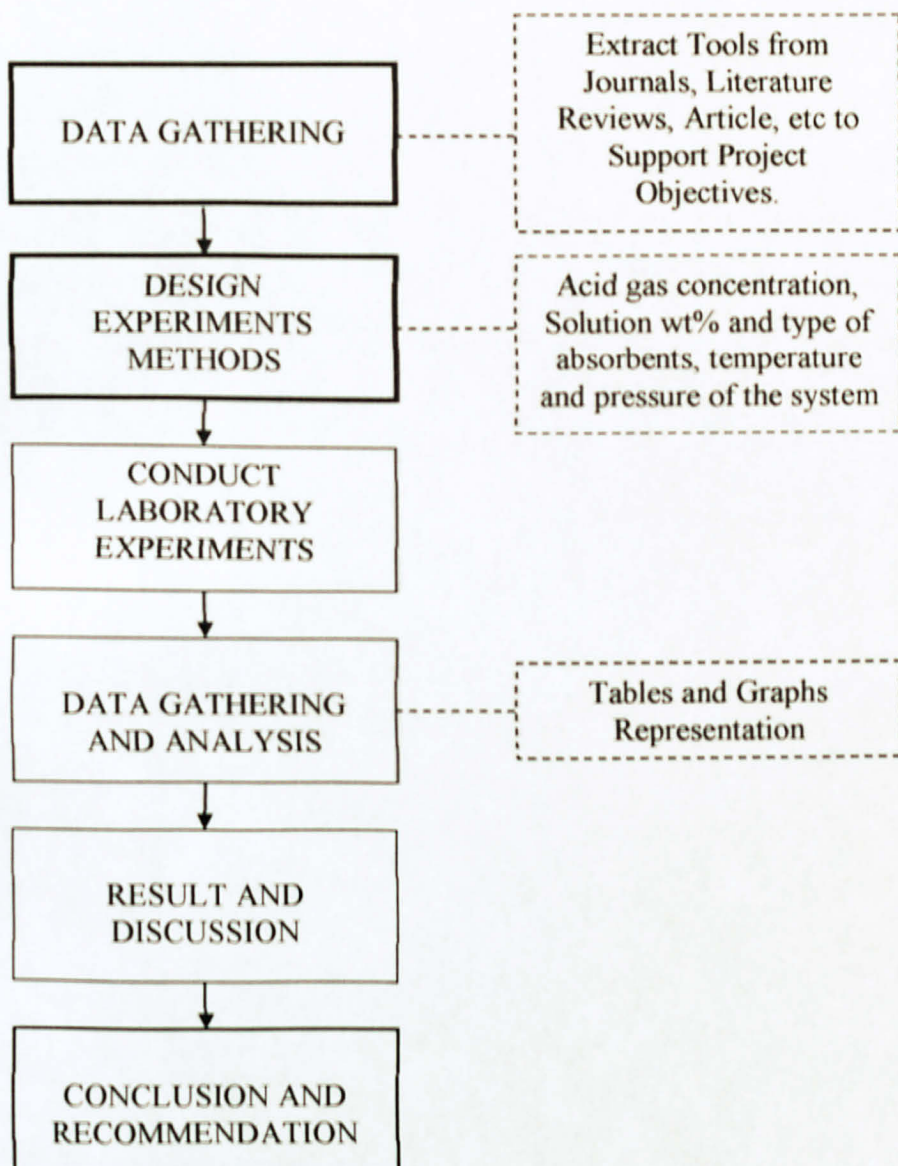 DATA GATHERING
Extract Tools from
Journals, Literature
Reviews, Article, etc to
Support Project
Objectives.
DESIGN
EXPERIMENTS
METHODS
Acid gas concentration,
Solution wt% and type of
absorbents, temperature
and pressure of the system
CONDUCT
LABORATORY
EXPERIMENTS
DATA GATHERING
AND ANALYSIS
Tables and Graphs
Representation
RESULT AND
DISCUSSION
CONCLUSION AND
RECOMMENDATION